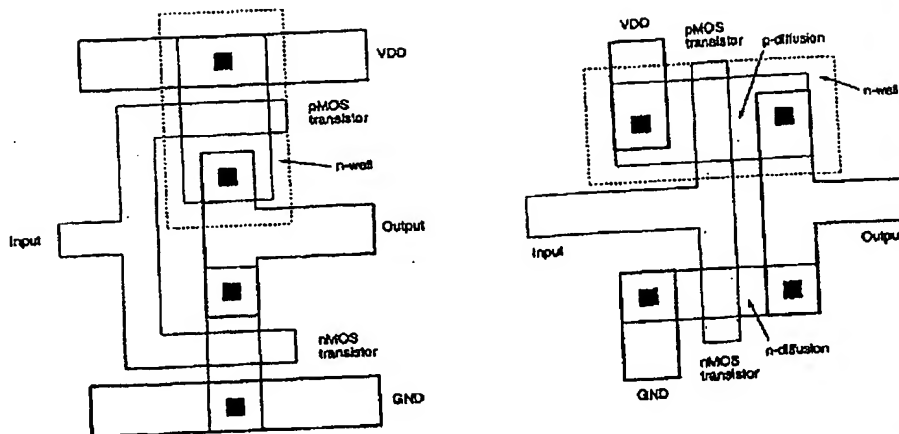 VDD
pMOS
transistor
n-well
Input
Output
nMOS
transistor
GND
VDD
pMOS
transistor
p-diffusion
n-well
Input
Output
n-diffusion
nMOS
transistor
GND